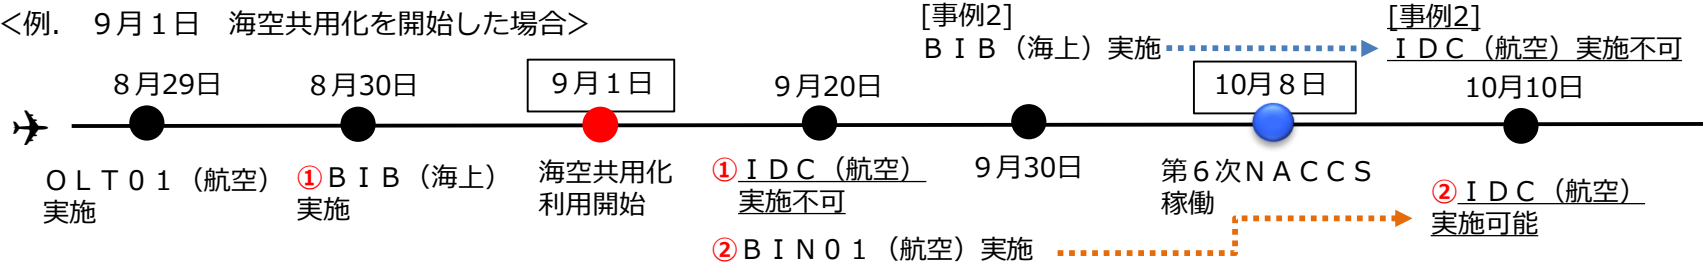 ＜例．　９月１日　海空共用化を開始した場合＞
[事例2]
ＢＩＢ（海上）実施
[事例2]
ＩＤＣ（航空）実施不可
８月29日
８月30日
９月１日
９月20日
10月８日
10月10日
ＯＬＴ０１（航空）
実施
①ＢＩＢ（海上）
実施
海空共用化
利用開始
①ＩＤＣ（航空）
実施不可
９月30日
第６次ＮＡＣＣＳ
稼働
②ＩＤＣ（航空）
実施可能
②ＢＩＮ０１（航空）実施